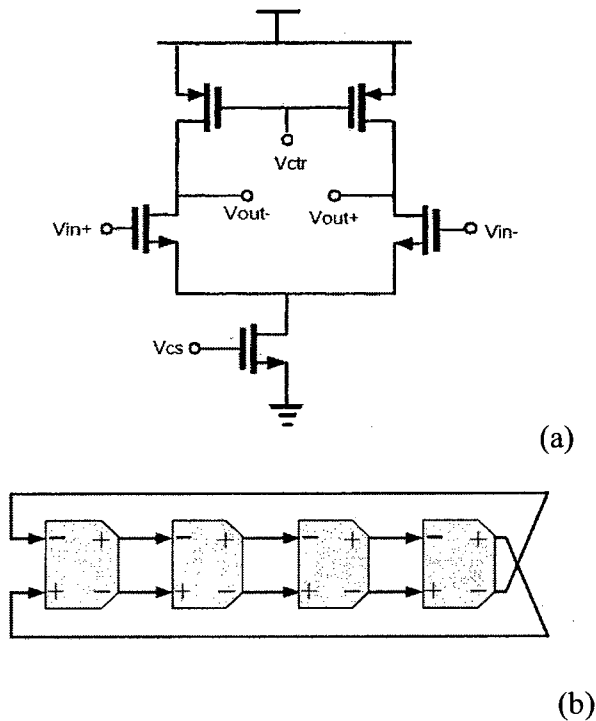 Vctr
Vout-
Vout+
Vin+
Vin-
Vcs
(a)
- + - + - + - +
+ - + - + - + -
(b)